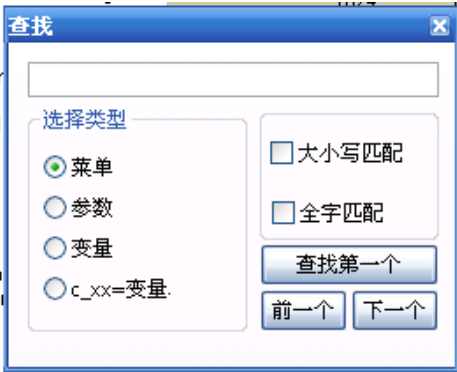 查找
选择类型
菜单
参数
变量
c_xx=变量.
大小写匹配
全字匹配
查找第一个
前一个
下一个